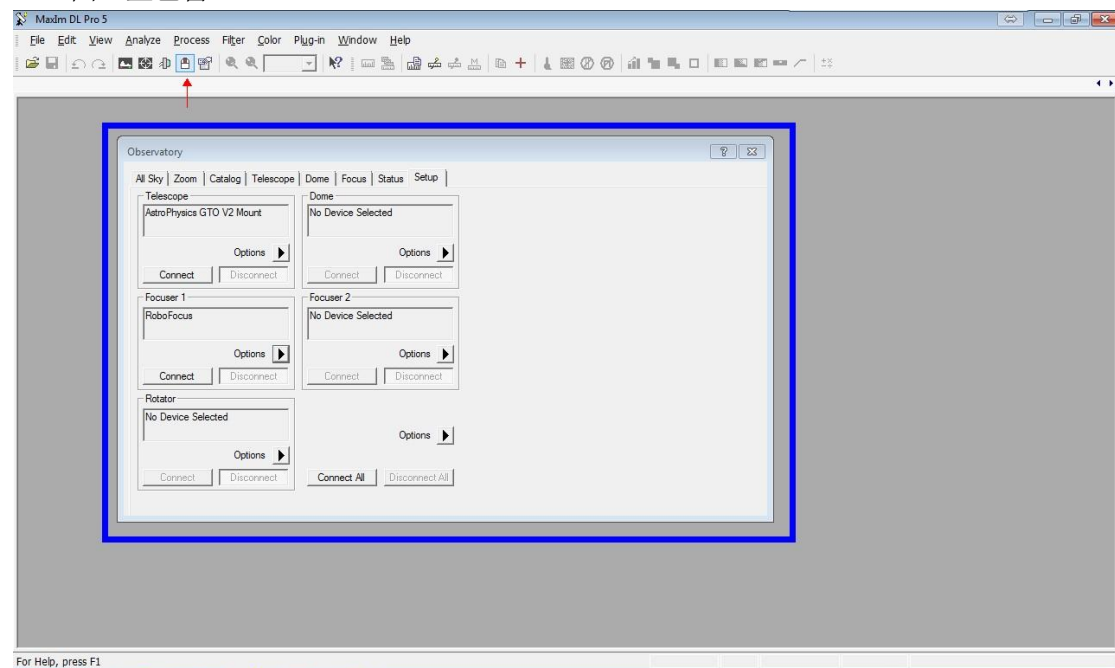 MaxIm DL Pro 5
File Edit View Analyze Process Filter Color Plug-in Window Help
Observatory
All Sky Zoom Catalog Telescope Dome Focus Status Setup
Telescope Dome
AstroPhysics GTO V2 Mount No Device Selected
Options Options
Connect Disconnect Connect Disconnect
Focuser 1 Focuser 2
RoboFocus No Device Selected
Options Options
Connect Disconnect Connect Disconnect
Rotator
No Device Selected
Options
Options
Connect Disconnect Connect All Disconnect All
For Help, press F1